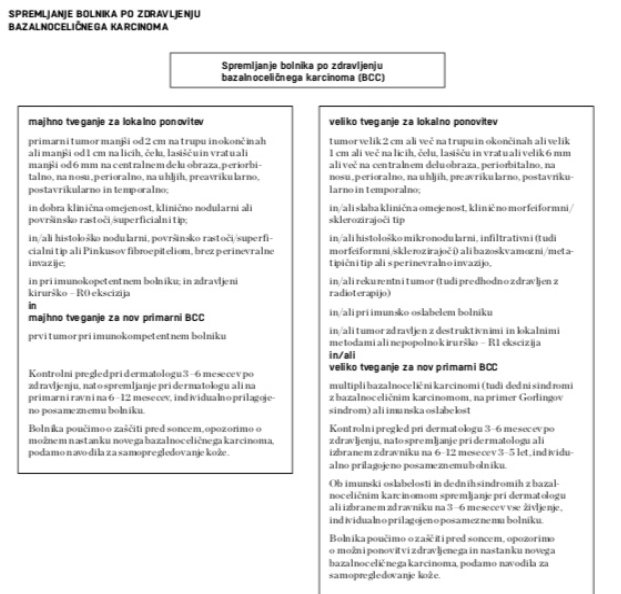 SPREMLJANJE BOLNIKA PO ZDRAVLJENJU
BAZALNOCELIČNEGA KARCINOMA
Spremljanje bolnika po zdravljenju
bazalnoceličnega karcinoma (BCC)
majhno tveganje za lokalno ponovitev
primarni tumor manjši od 2 cm na trupu in okončinah
ali manjši od 1 cm na licih, čelu, lasišču in vratu ali
manjši od 6 mm na centralnem delu obraza, periorbi-
talno, na nosu, perioralno, na uhljih, preavrikularno,
postavrikularno in temporalno;
in dobra klinična omejenost, klinično nodularni ali
površinsko rastoči/superficialni tip;
in/ali histološko nodularni, površinsko rastoči/superfi-
cialni tip ali Pinkusov fibroepiteliom, brez perinevralne
invazije;
in pri imunokopetentnem bolniku; in zdravljeni
kirurško – R0 ekscizija
in
majhno tveganje za nov primarni BCC
prvi tumor pri imunokompetentnem bolniku
Kontrolni pregled pri dermatologu 3–6 mesecev po
zdravljenju, nato spremljanje pri dermatologu ali na
primarni ravni na 6–12 mesecev, individualno prilagoje-
no posameznemu bolniku.
Bolnika poučimo o zaščiti pred soncem, opozorimo o
možnem nastanku novega bazalnoceličnega karcinoma,
podamo navodila za samopregledovanje kože.
veliko tveganje za lokalno ponovitev
tumor velik 2 cm ali več na trupu in okončinah ali velik
1 cm ali več na licih, čelu, lasišču in vratu ali velik 6 mm
ali več na centralnem delu obraza, periorbitalno, na
nosu, perioralno, na uhljih, preavrikularno, postavriku-
larno in temporalno;
in/ali slaba klinična omejenost, klinično morfeiformni/
sklerozirajoči tip
in/ali histološko mikronodularni, infiltrativni (tudi
morfeiformni/sklerozirajoči) ali bazoskvamozni/meta-
tipični tip ali s perinevralno invazijo,
in/ali rekurentni tumor (tudi predhodno zdravljen z
radioterapijo)
in/ali pri imunsko oslabelem bolniku
in/ali tumor zdravljen z destruktivnimi in lokalnimi
metodami ali nepopolno kirurško – R1 ekscizija
in/ali
veliko tveganje za nov primarni BCC
multipli bazalnocelični karcinomi (tudi dedni sindromi
z bazalnoceličnim karcinomom, na primer Gorlingov
sindrom) ali imunska oslabelost
Kontrolni pregled pri dermatologu 3–6 mesecev po
zdravljenju, nato spremljanje pri dermatologu ali
izbranem zdravniku na 6–12 mesecev 3–5 let, individu-
alno prilagojeno posameznemu bolniku.
Ob imunski oslabelosti in dednih sindromih z bazal-
noceličnim karcinomom spremljanje pri dermatologu
ali izbranem zdravniku na 3–6 mesecev vse življenje,
individualno prilagojeno posameznemu bolniku.
Bolnika poučimo o zaščiti pred soncem, opozorimo
o možni ponovitvi zdravljenega in nastanku novega
bazalnoceličnega karcinoma, podamo navodila za
samopregledovanje kože.